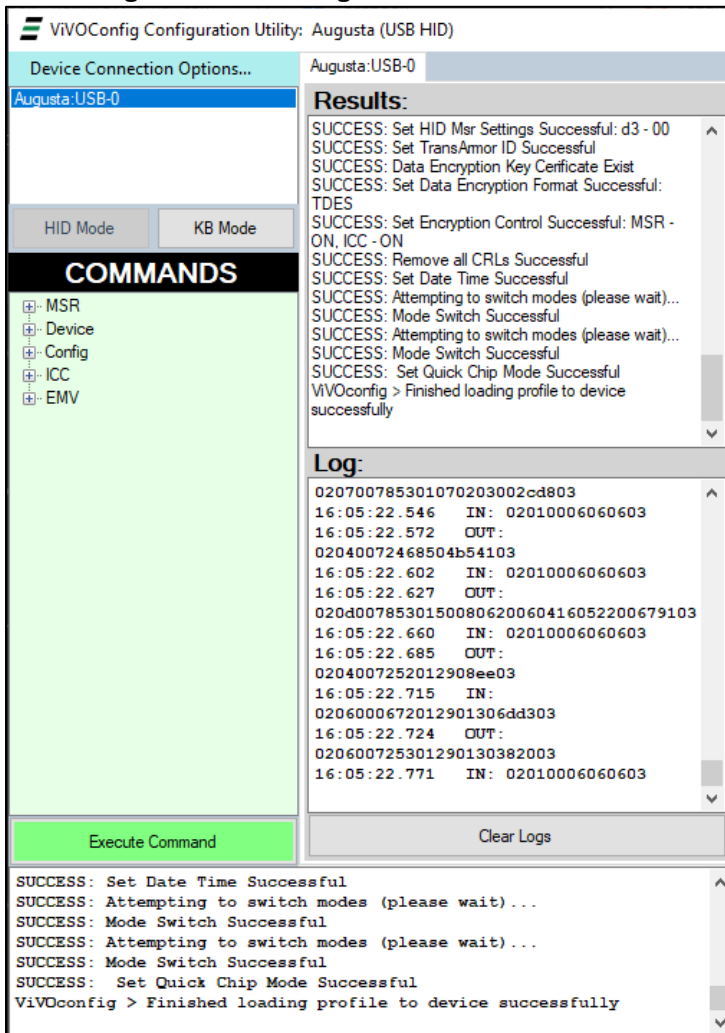 ViVOConfig Configuration Utility: Augusta (USB HID)
Device Connection Options...
Augusta:USB-0
HID Mode
KB Mode
COMMANDS
MSR
Device
Config
ICC
EMV
Execute Command
Augusta:USB-0
Results:
SUCCESS: Set HID Msr Settings Successful: d3 - 00
SUCCESS: Set TransArmor ID Successful
SUCCESS: Data Encryption Key Cerificate Exist
SUCCESS: Set Data Encryption Format Successful:
TDES
SUCCESS: Set Encryption Control Successful: MSR -
ON, ICC - ON
SUCCESS: Remove all CRLs Successful
SUCCESS: Set Date Time Successful
SUCCESS: Attempting to switch modes (please wait)...
SUCCESS: Mode Switch Successful
SUCCESS: Attempting to switch modes (please wait)...
SUCCESS: Mode Switch Successful
SUCCESS:  Set Quick Chip Mode Successful
ViVOconfig > Finished loading profile to device
successfully
Log:
020700785301070203002cd803
16:05:22.546   IN: 02010006060603
16:05:22.572   OUT:
02040072468504b54103
16:05:22.602   IN: 02010006060603
16:05:22.627   OUT:
020d00785301500806200604160522006791​03
16:05:22.660   IN: 02010006060603
16:05:22.685   OUT:
0204007252012908ee03
16:05:22.715   IN:
0206000672012901306dd303
16:05:22.724   OUT:
020600725301290130382003
16:05:22.771   IN: 02010006060603
Clear Logs
SUCCESS: Set Date Time Successful
SUCCESS: Attempting to switch modes (please wait)...
SUCCESS: Mode Switch Successful
SUCCESS: Attempting to switch modes (please wait)...
SUCCESS: Mode Switch Successful
SUCCESS:  Set Quick Chip Mode Successful
ViVOconfig > Finished loading profile to device successfully